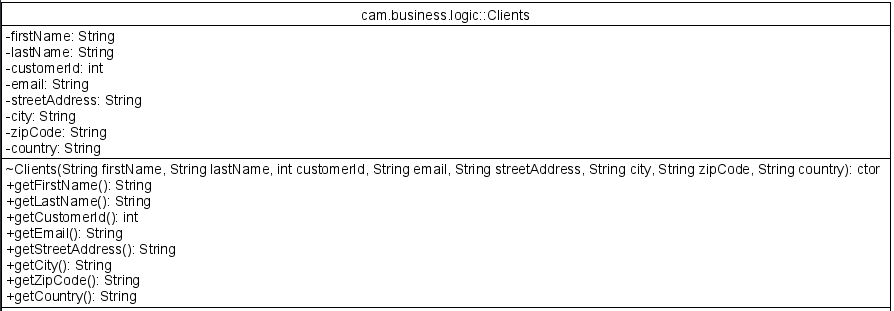 cam.business.logic::Clients
-firstName: String
-lastName: String
-customerId: int
-email: String
-streetAddress: String
-city: String
-zipCode: String
-country: String
~Clients(String firstName, String lastName, int customerId, String email, String streetAddress, String city, String zipCode, String country): ctor
+getFirstName(): String
+getLastName(): String
+getCustomerId(): int
+getEmail(): String
+getStreetAddress(): String
+getCity(): String
+getZipCode(): String
+getCountry(): String